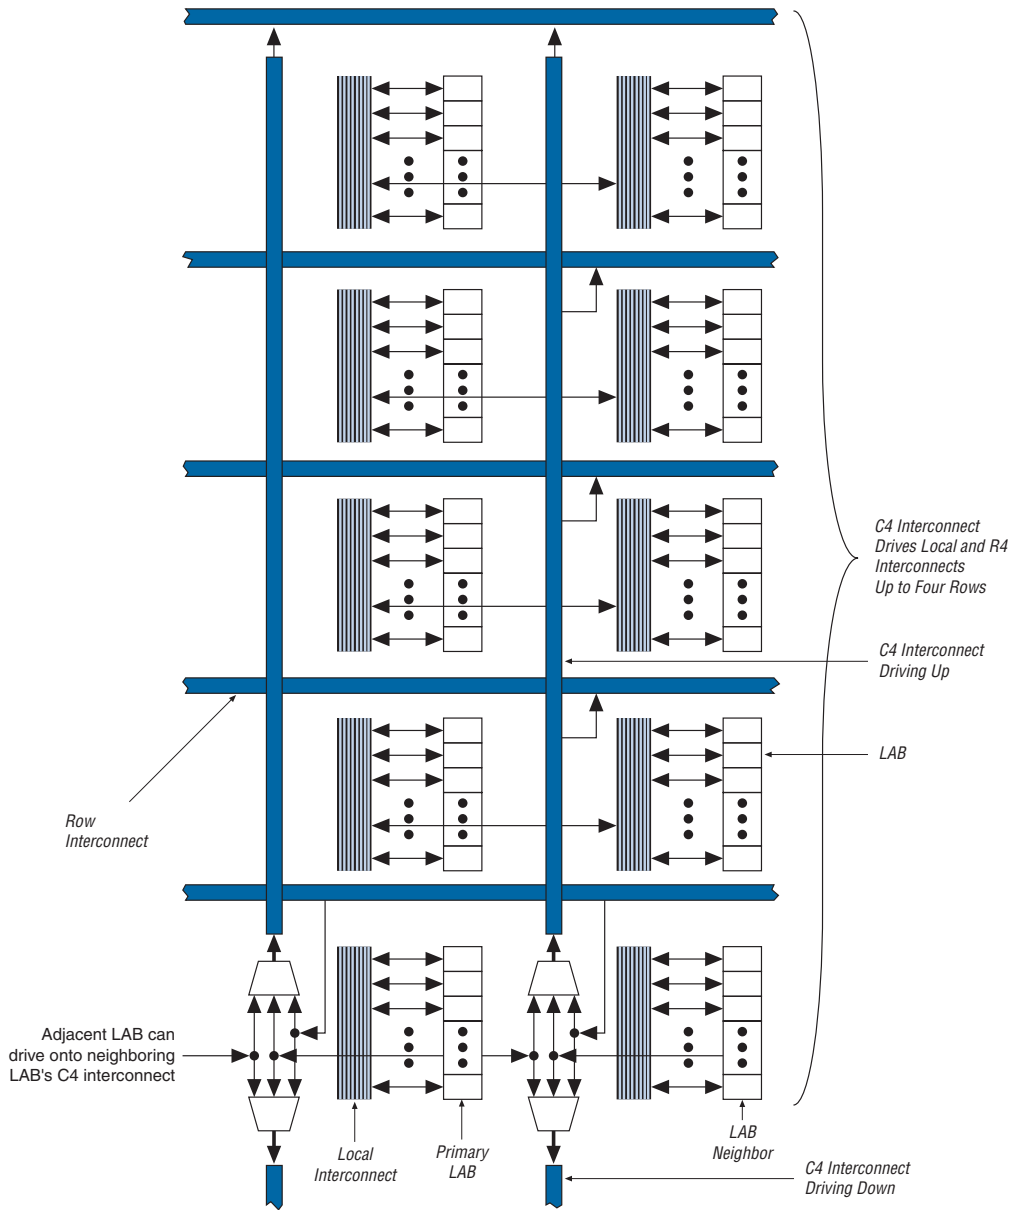 C4 Interconnect
Drives Local and R4
Interconnects
Up to Four Rows
C4 Interconnect
Driving Up
LAB
Row
Interconnect
Adjacent LAB can
drive onto neighboring
LAB's C4 interconnect
Local
Interconnect
Primary
LAB
LAB
Neighbor
C4 Interconnect
Driving Down